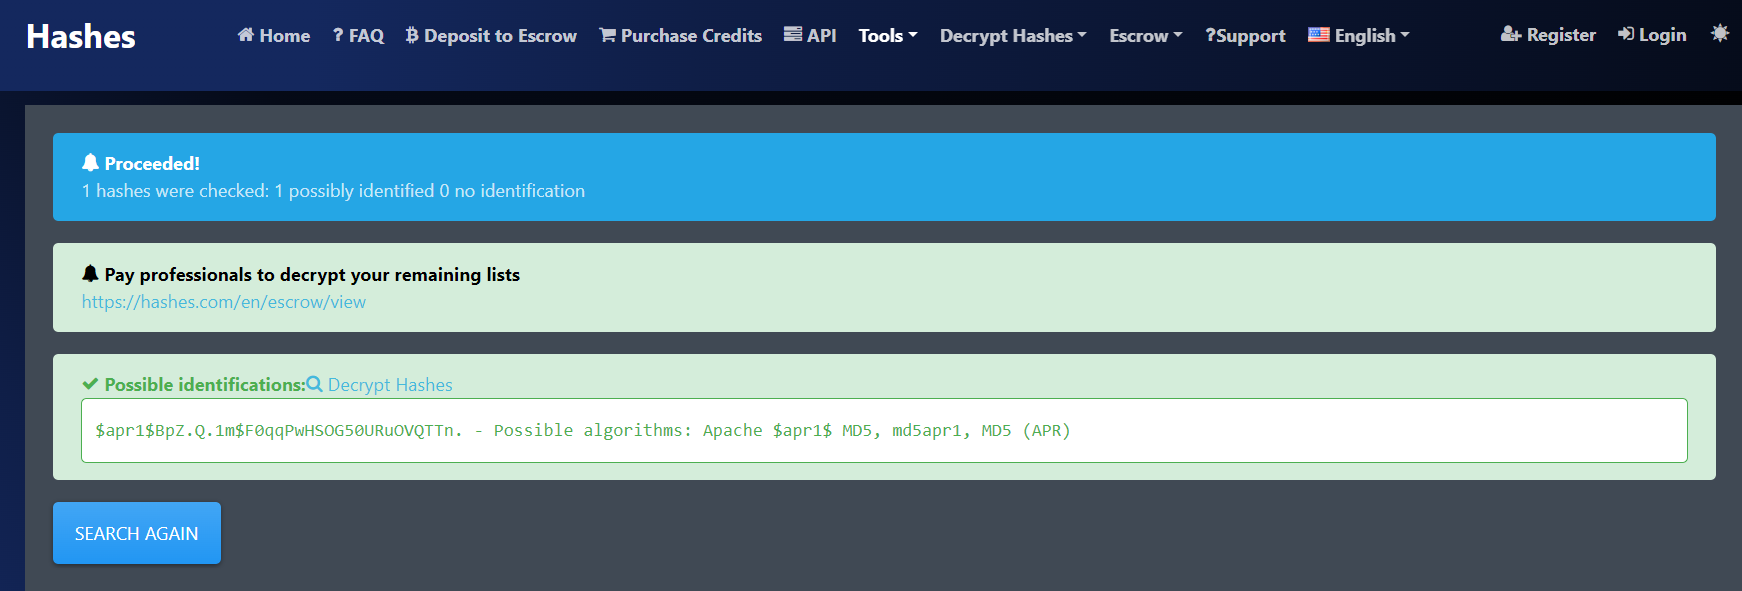 Hashes
Home ? FAQ Deposit to Escrow Purchase Credits API Tools Decrypt Hashes Escrow ?Support English Register Login
Proceeded!
1 hashes were checked: 1 possibly identified 0 no identification
Pay professionals to decrypt your remaining lists
https://hashes.com/en/escrow/view
Possible identifications: Decrypt Hashes
$apr1$BpZ.Q.1m$F0qqPwHSOG50URuOVQTTn. - Possible algorithms: Apache $apr1$ MD5, md5apr1, MD5 (APR)
SEARCH AGAIN